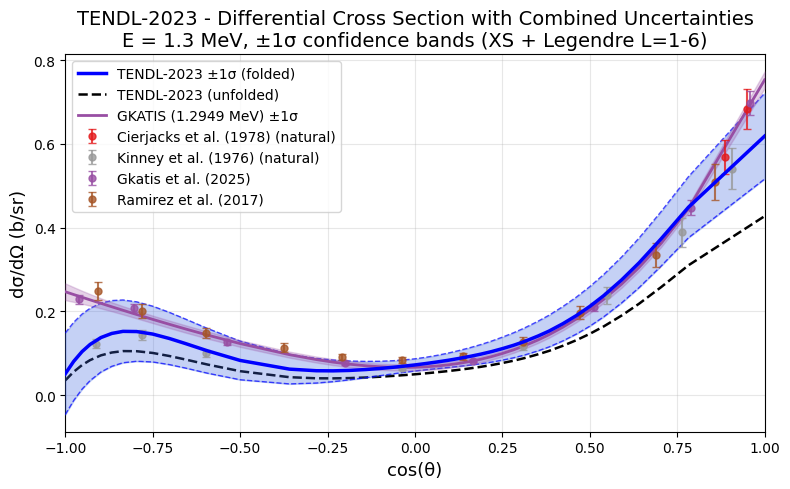 TENDL-2023 - Differential Cross Section with Combined Uncertainties
E = 1.3 MeV, ±1σ confidence bands (XS + Legendre L=1-6)
dσ/dΩ (b/sr)
0.8
0.6
0.4
0.2
0.0
TENDL-2023 ±1σ (folded)
TENDL-2023 (unfolded)
GKATIS (1.2949 MeV) ±1σ
Cierjacks et al. (1978) (natural)
Kinney et al. (1976) (natural)
Gkatis et al. (2025)
Ramirez et al. (2017)
−1.00 −0.75 −0.50 −0.25 0.00 0.25 0.50 0.75 1.00
cos(θ)